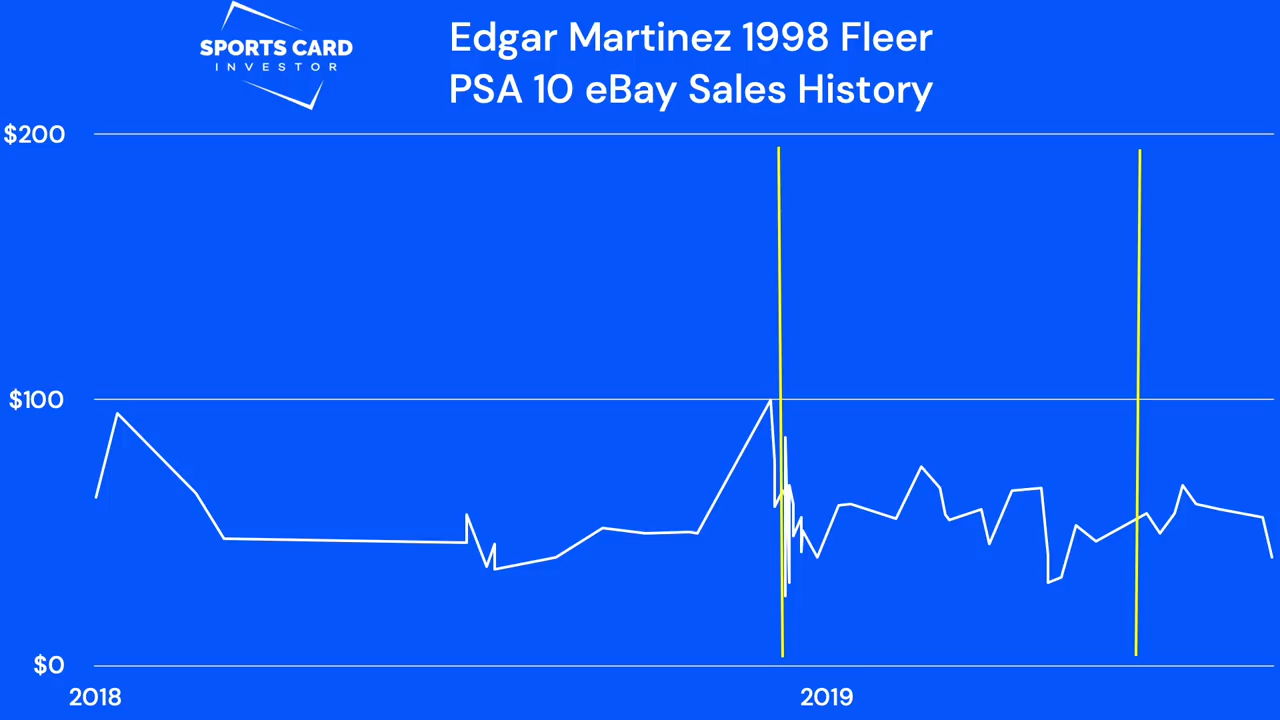 SPORTS CARD
INVESTOR
Edgar Martinez 1998 Fleer
PSA 10 eBay Sales History
$200
$100
$0
2018
2019